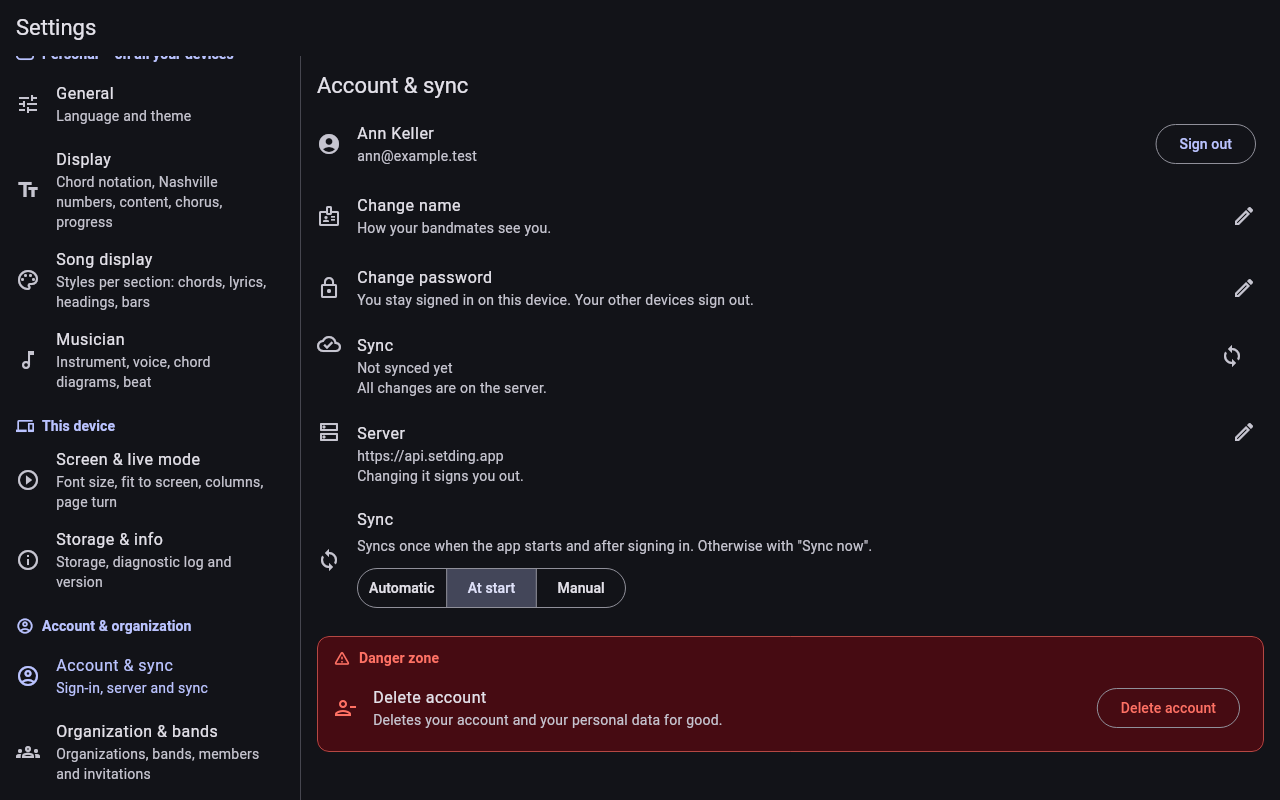 Settings
Personal – on all your devices
General
Language and theme
Display
Chord notation, Nashville
numbers, content, chorus,
progress
Song display
Styles per section: chords, lyrics,
headings, bars
Musician
Instrument, voice, chord
diagrams, beat
This device
Screen & live mode
Font size, fit to screen, columns,
page turn
Storage & info
Storage, diagnostic log and
version
Account & organization
Account & sync
Sign-in, server and sync
Organization & bands
Organizations, bands, members
and invitations
Account & sync
Ann Keller
ann@example.test
Sign out
Change name
How your bandmates see you.
Change password
You stay signed in on this device. Your other devices sign out.
Sync
Not synced yet
All changes are on the server.
Server
https://api.setding.app
Changing it signs you out.
Sync
Syncs once when the app starts and after signing in. Otherwise with "Sync now".
Automatic
At start
Manual
Danger zone
Delete account
Deletes your account and your personal data for good.
Delete account